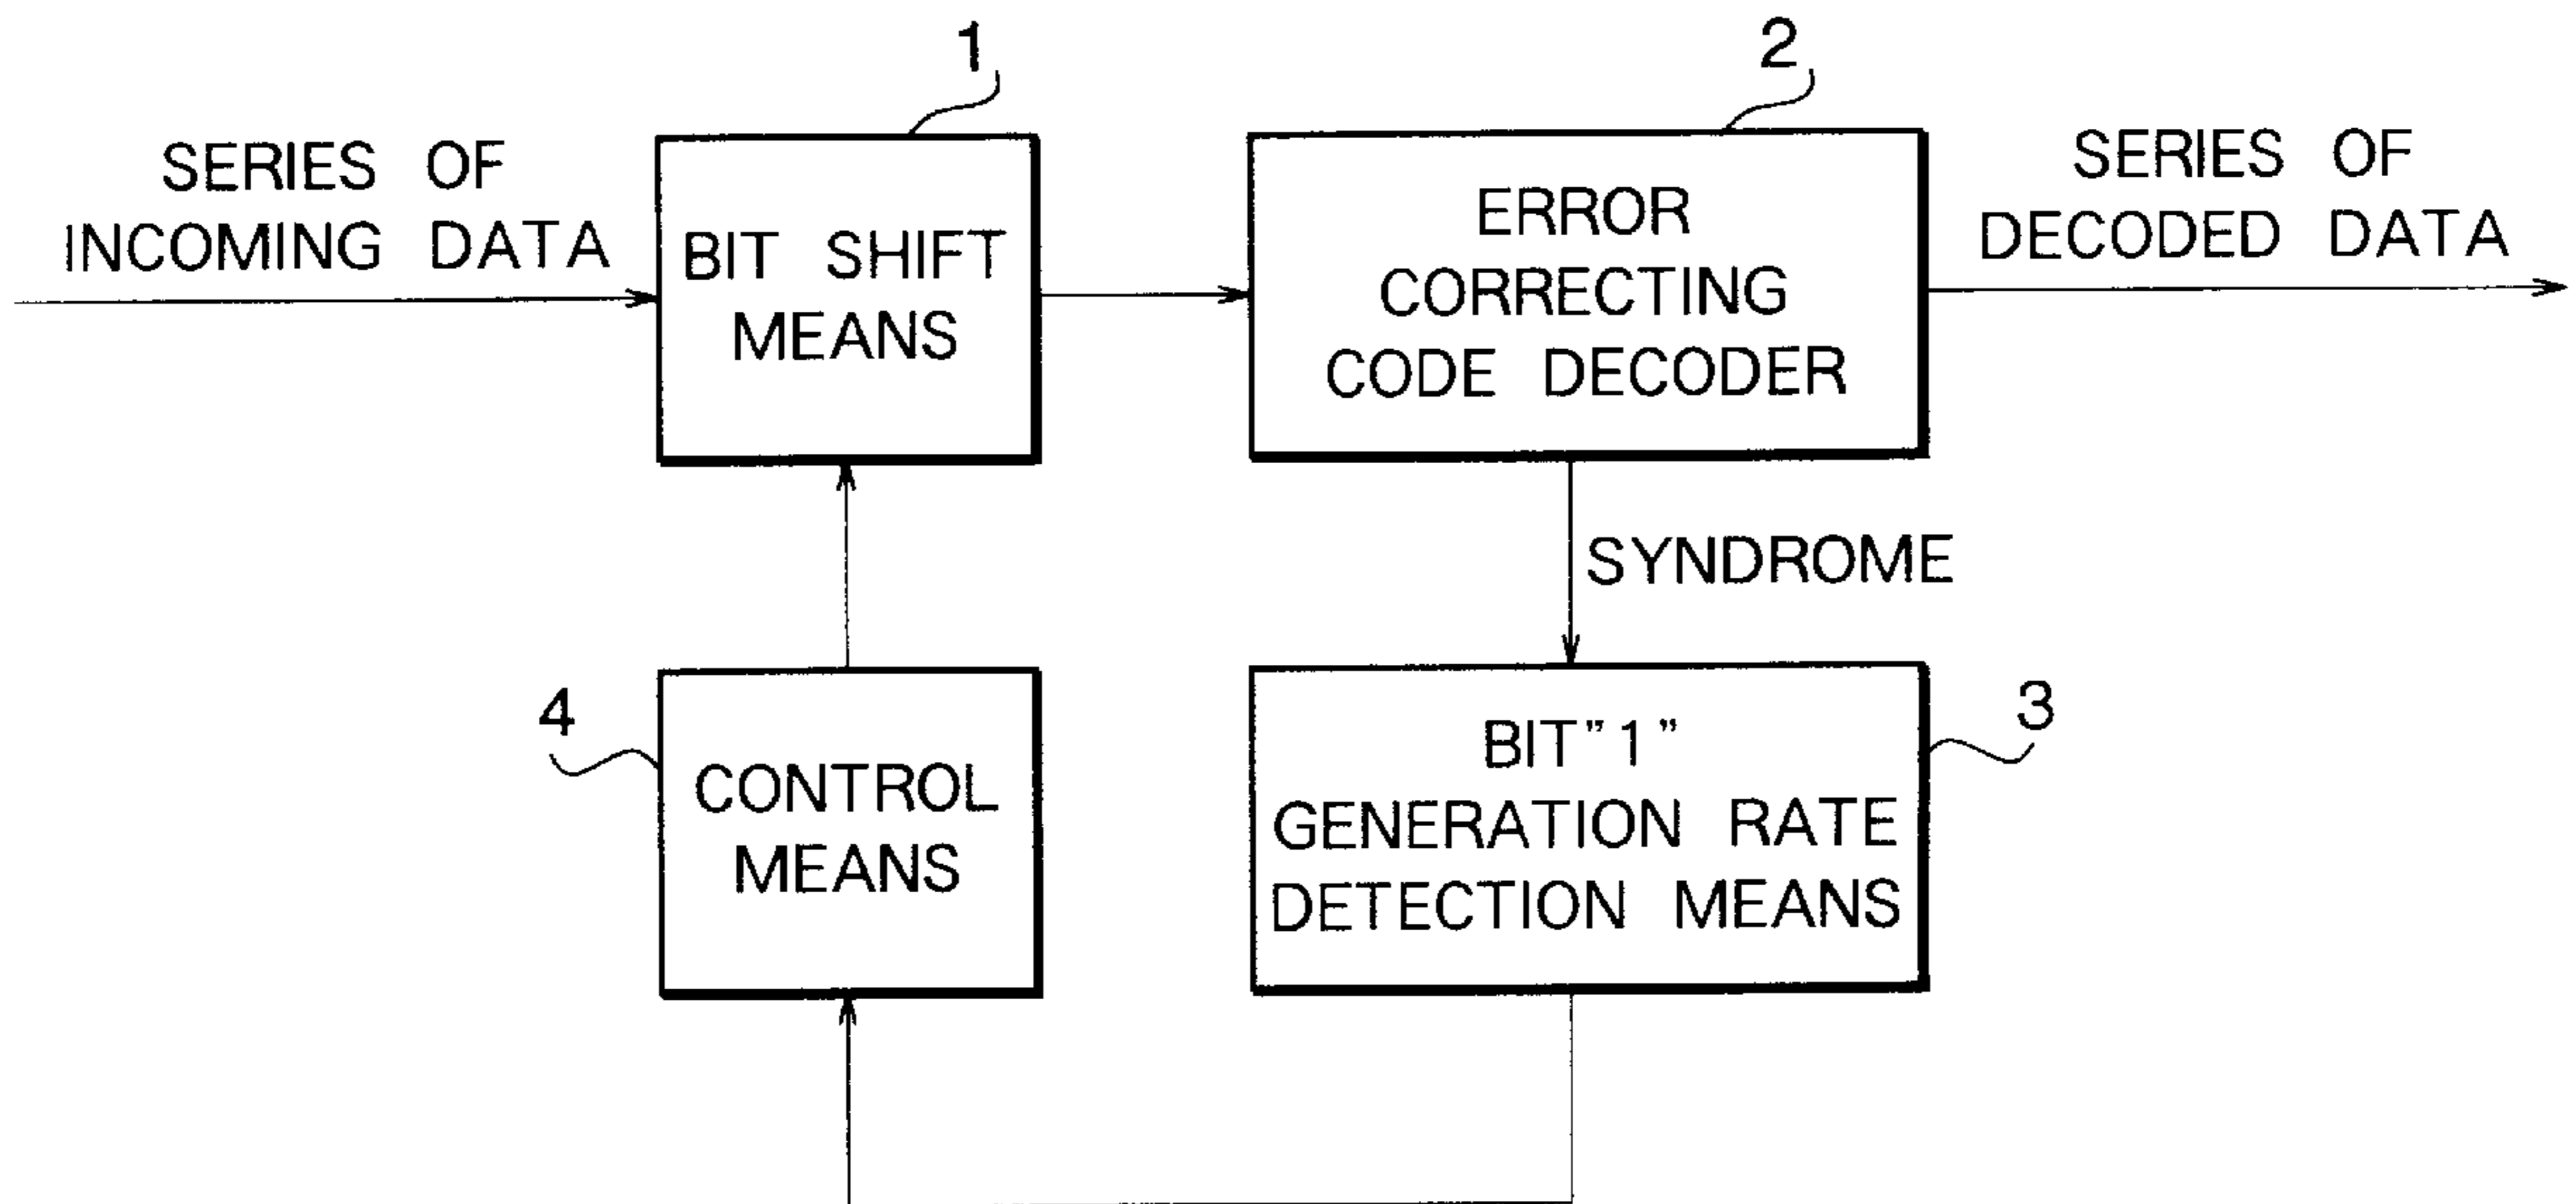 1
2
SERIES OF
INCOMING DATA
BIT SHIFT
MEANS
ERROR
CORRECTING
CODE DECODER
SERIES OF
DECODED DATA
SYNDROME
4
CONTROL
MEANS
BIT"1"
GENERATION RATE
DETECTION MEANS
3